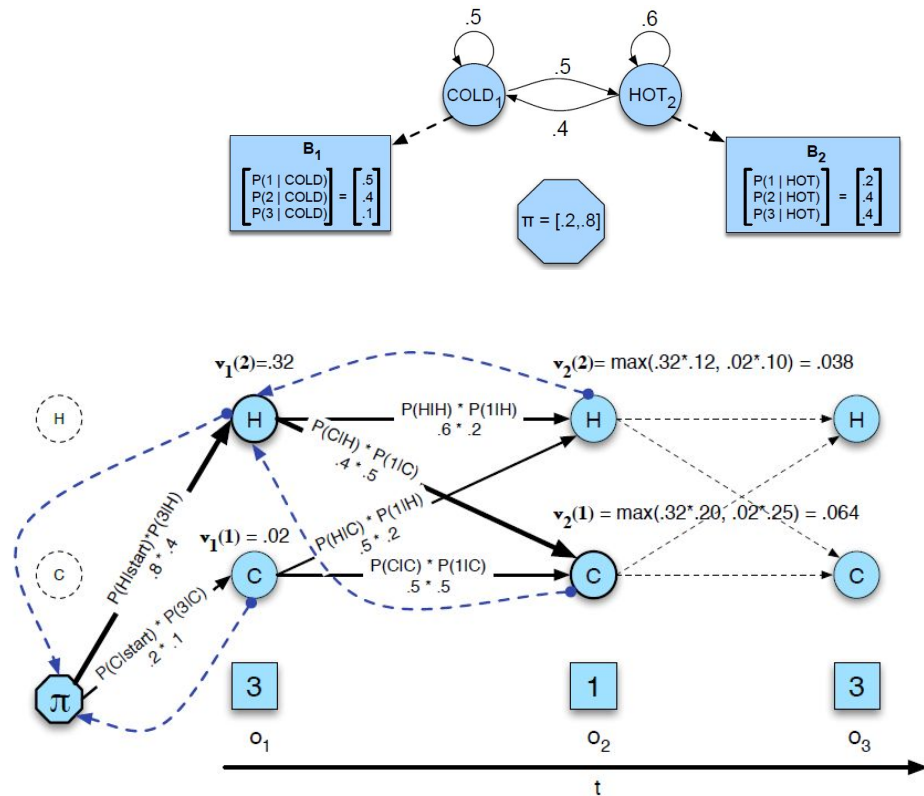 .5
.6
COLD1
.5
HOT2
.4
B1
P(1 | COLD)
P(2 | COLD)
P(3 | COLD)
=
.5
.4
.1
π = [.2,.8]
B2
P(1 | HOT)
P(2 | HOT)
P(3 | HOT)
=
.2
.4
.4
v1(2)=.32
v2(2)= max(.32*.12, .02*.10) = .038
H
H
P(H|H) * P(1|H)
.6 * .2
H
H
P(C|H) * P(1|C)
.4 * .5
P(H|start)*P(3|H)
.8 * .4
P(H|C) * P(1|H)
.5 * .2
v1(1) = .02
v2(1) = max(.32*.20, .02*.25) = .064
C
C
P(C|C) * P(1|C)
.5 * .5
C
C
P(C|start) * P(3|C)
.2 * .1
π
3
1
3
o1
o2
o3
t